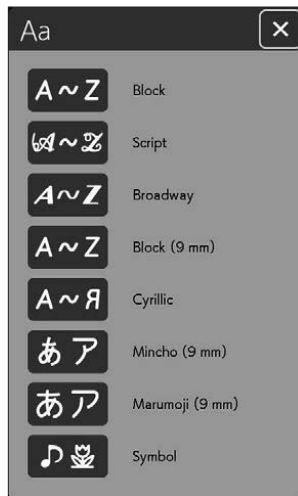 Aa
A ~ Z Block
A ~ Z Script
A ~ Z Broadway
A ~ Z Block (9 mm)
A ~ Я Cyrillic
あ ア Mincho (9 mm)
あ ア Marumoji (9 mm)
Symbol